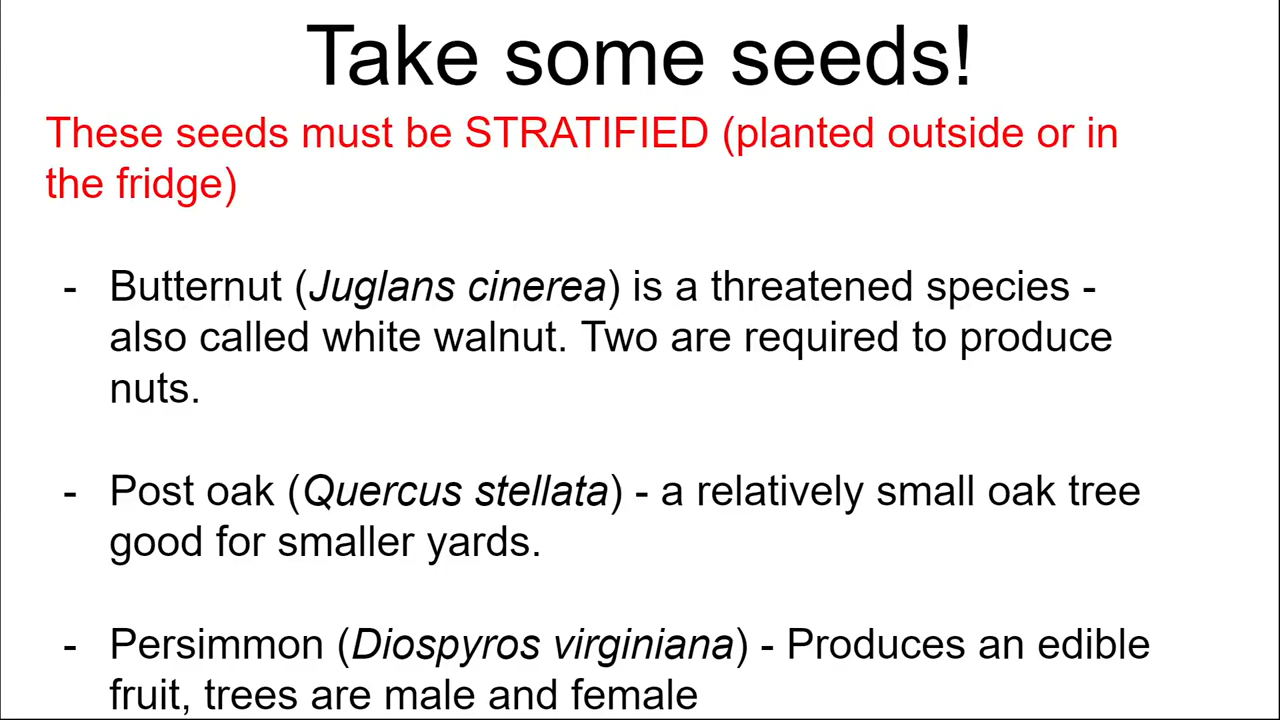 Take some seeds!
These seeds must be STRATIFIED (planted outside or in
the fridge)
- Butternut (Juglans cinerea) is a threatened species -
also called white walnut. Two are required to produce
nuts.
- Post oak (Quercus stellata) - a relatively small oak tree
good for smaller yards.
- Persimmon (Diospyros virginiana) - Produces an edible
fruit, trees are male and female